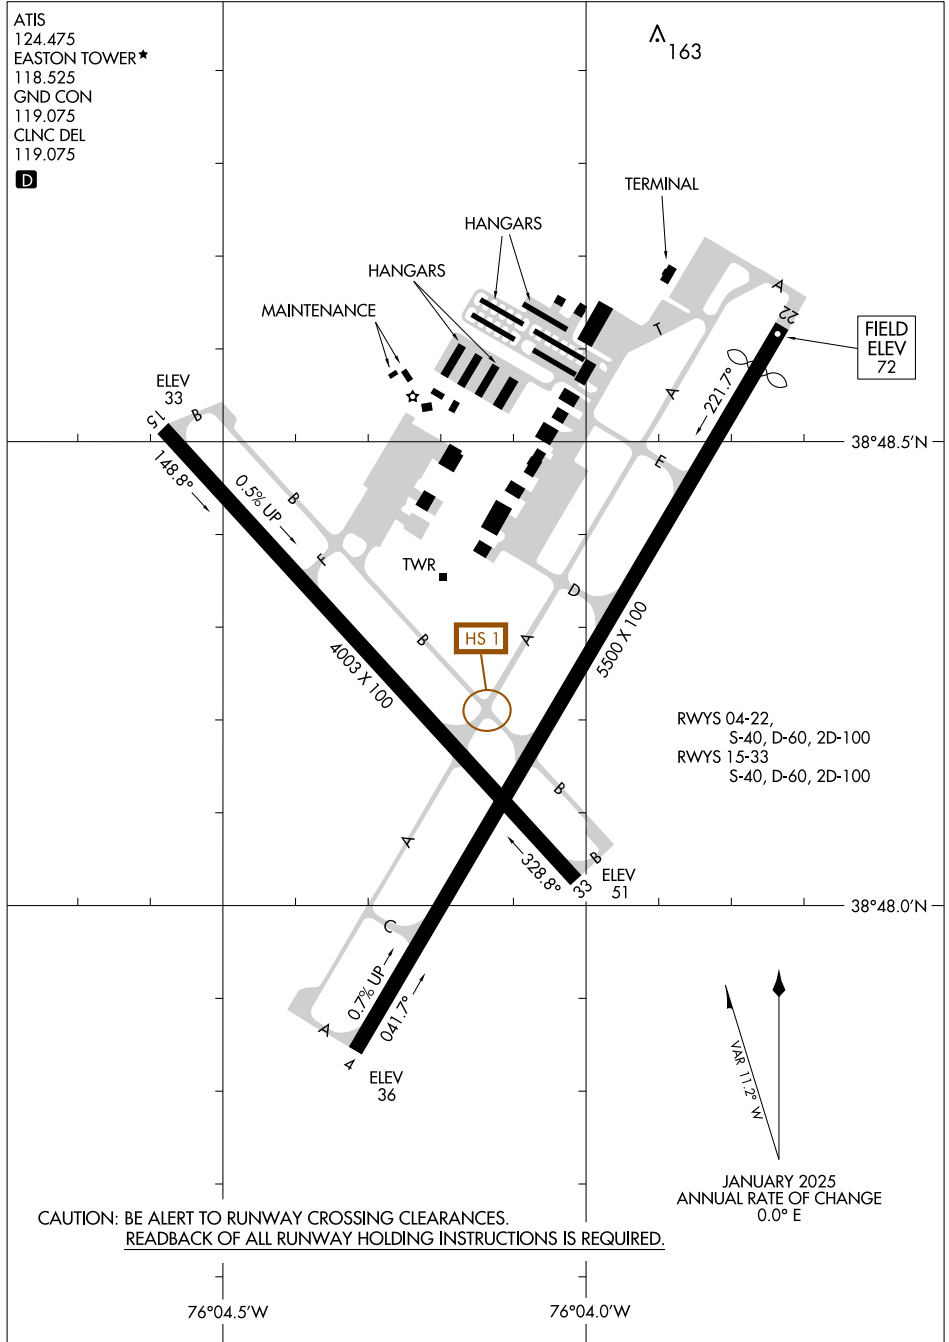 ATIS
124.475
EASTON TOWER★
118.525
GND CON
119.075
CLNC DEL
119.075
D
163
TERMINAL
HANGARS
HANGARS
MAINTENANCE
A
22
FIELD
ELEV
72
T
A
221.7°
ELEV
33
15
B
148.8°
0.5% UP
B
38°48.5'N
E
F
TWR
D
B
HS 1
A
5500 X 100
4003 X 100
RWYS 04-22,
S-40, D-60, 2D-100
RWYS 15-33
S-40, D-60, 2D-100
B
A
328.8°
B
33
ELEV
51
38°48.0'N
C
0.7% UP
041.7°
A
4
ELEV
36
VAR 11.2° W
JANUARY 2025
ANNUAL RATE OF CHANGE
0.0° E
CAUTION: BE ALERT TO RUNWAY CROSSING CLEARANCES.
READBACK OF ALL RUNWAY HOLDING INSTRUCTIONS IS REQUIRED.
76°04.5'W
76°04.0'W